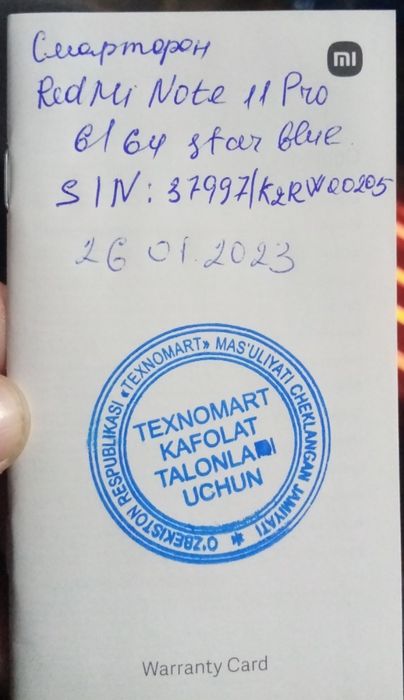 Смартфон
mi
RedMi Note 11 Pro
6/64 star blue.
S/N: 37997/K2RW00205
26 01.2023
O'ZBEKISTON RESPUBLIKASI «TEXNOMART» MAS'ULIYATI CHEKLANGAN JAMIYATI
TEXNOMART
KAFOLAT
TALONLARI
UCHUN
Warranty Card